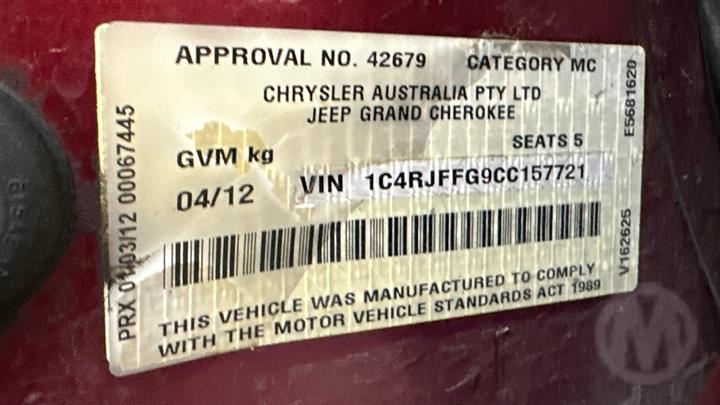 APPROVAL NO. 42679 CATEGORY MC
CHRYSLER AUSTRALIA PTY LTD
JEEP GRAND CHEROKEE
SEATS 5
GVM kg
04/12 VIN 1C4RJFFG9CC157721
THIS VEHICLE WAS MANUFACTURED TO COMPLY
WITH THE MOTOR VEHICLE STANDARDS ACT 1989
PRX 01/03/12 00067445
E5681620
V162625
M